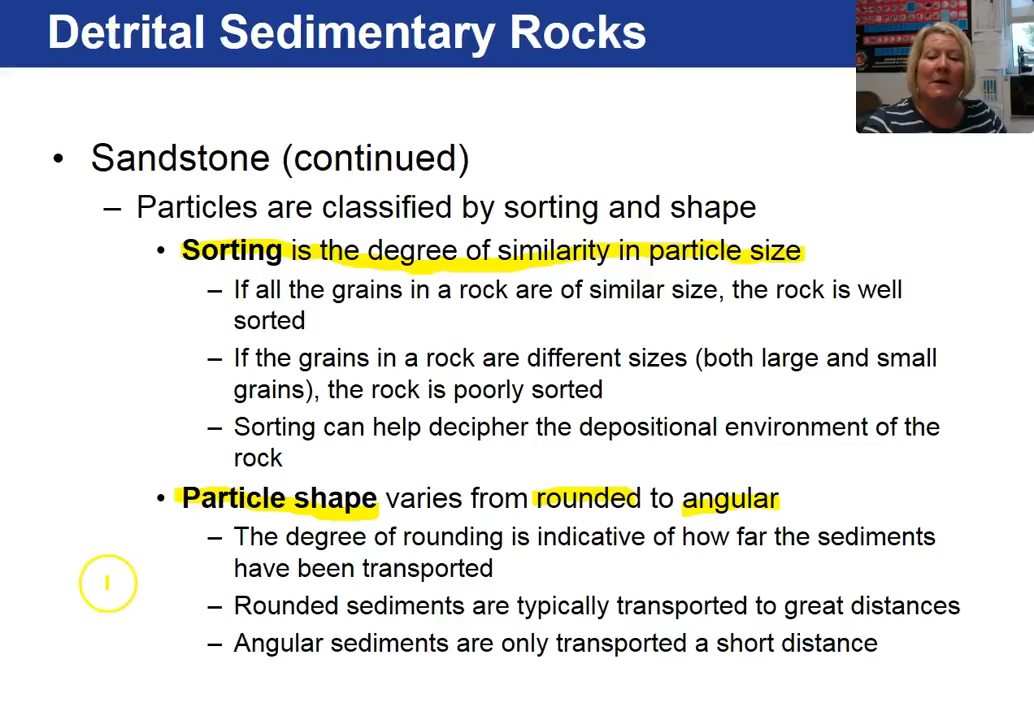 Detrital Sedimentary Rocks
• Sandstone (continued)
– Particles are classified by sorting and shape
• Sorting is the degree of similarity in particle size
– If all the grains in a rock are of similar size, the rock is well
sorted
– If the grains in a rock are different sizes (both large and small
grains), the rock is poorly sorted
– Sorting can help decipher the depositional environment of the
rock
• Particle shape varies from rounded to angular
– The degree of rounding is indicative of how far the sediments
have been transported
– Rounded sediments are typically transported to great distances
– Angular sediments are only transported a short distance